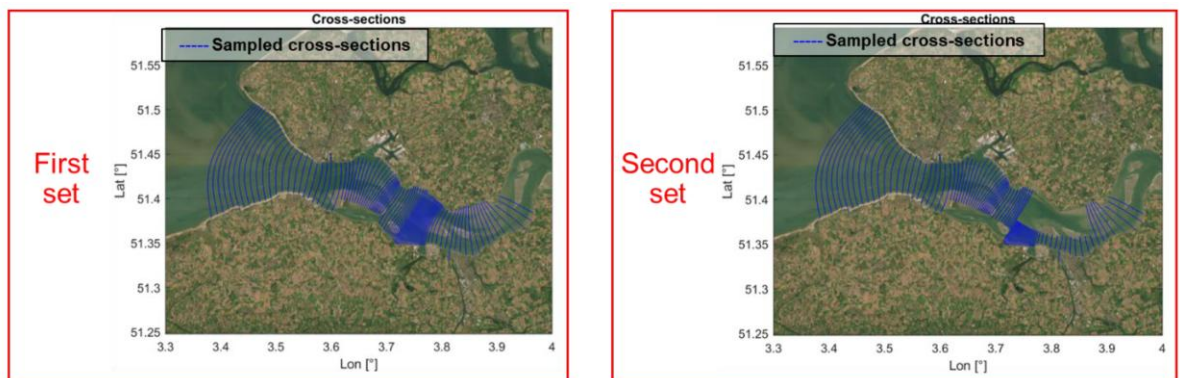 Cross-sections
Sampled cross-sections
First
set
Lat [°]
51.55
51.5
51.45
51.4
51.35
51.3
51.25
3.3
3.4
3.5
3.6
3.7
3.8
3.9
4
Lon [°]
Cross-sections
Sampled cross-sections
Second
set
Lat [°]
51.55
51.5
51.45
51.4
51.35
51.3
51.25
3.3
3.4
3.5
3.6
3.7
3.8
3.9
4
Lon [°]